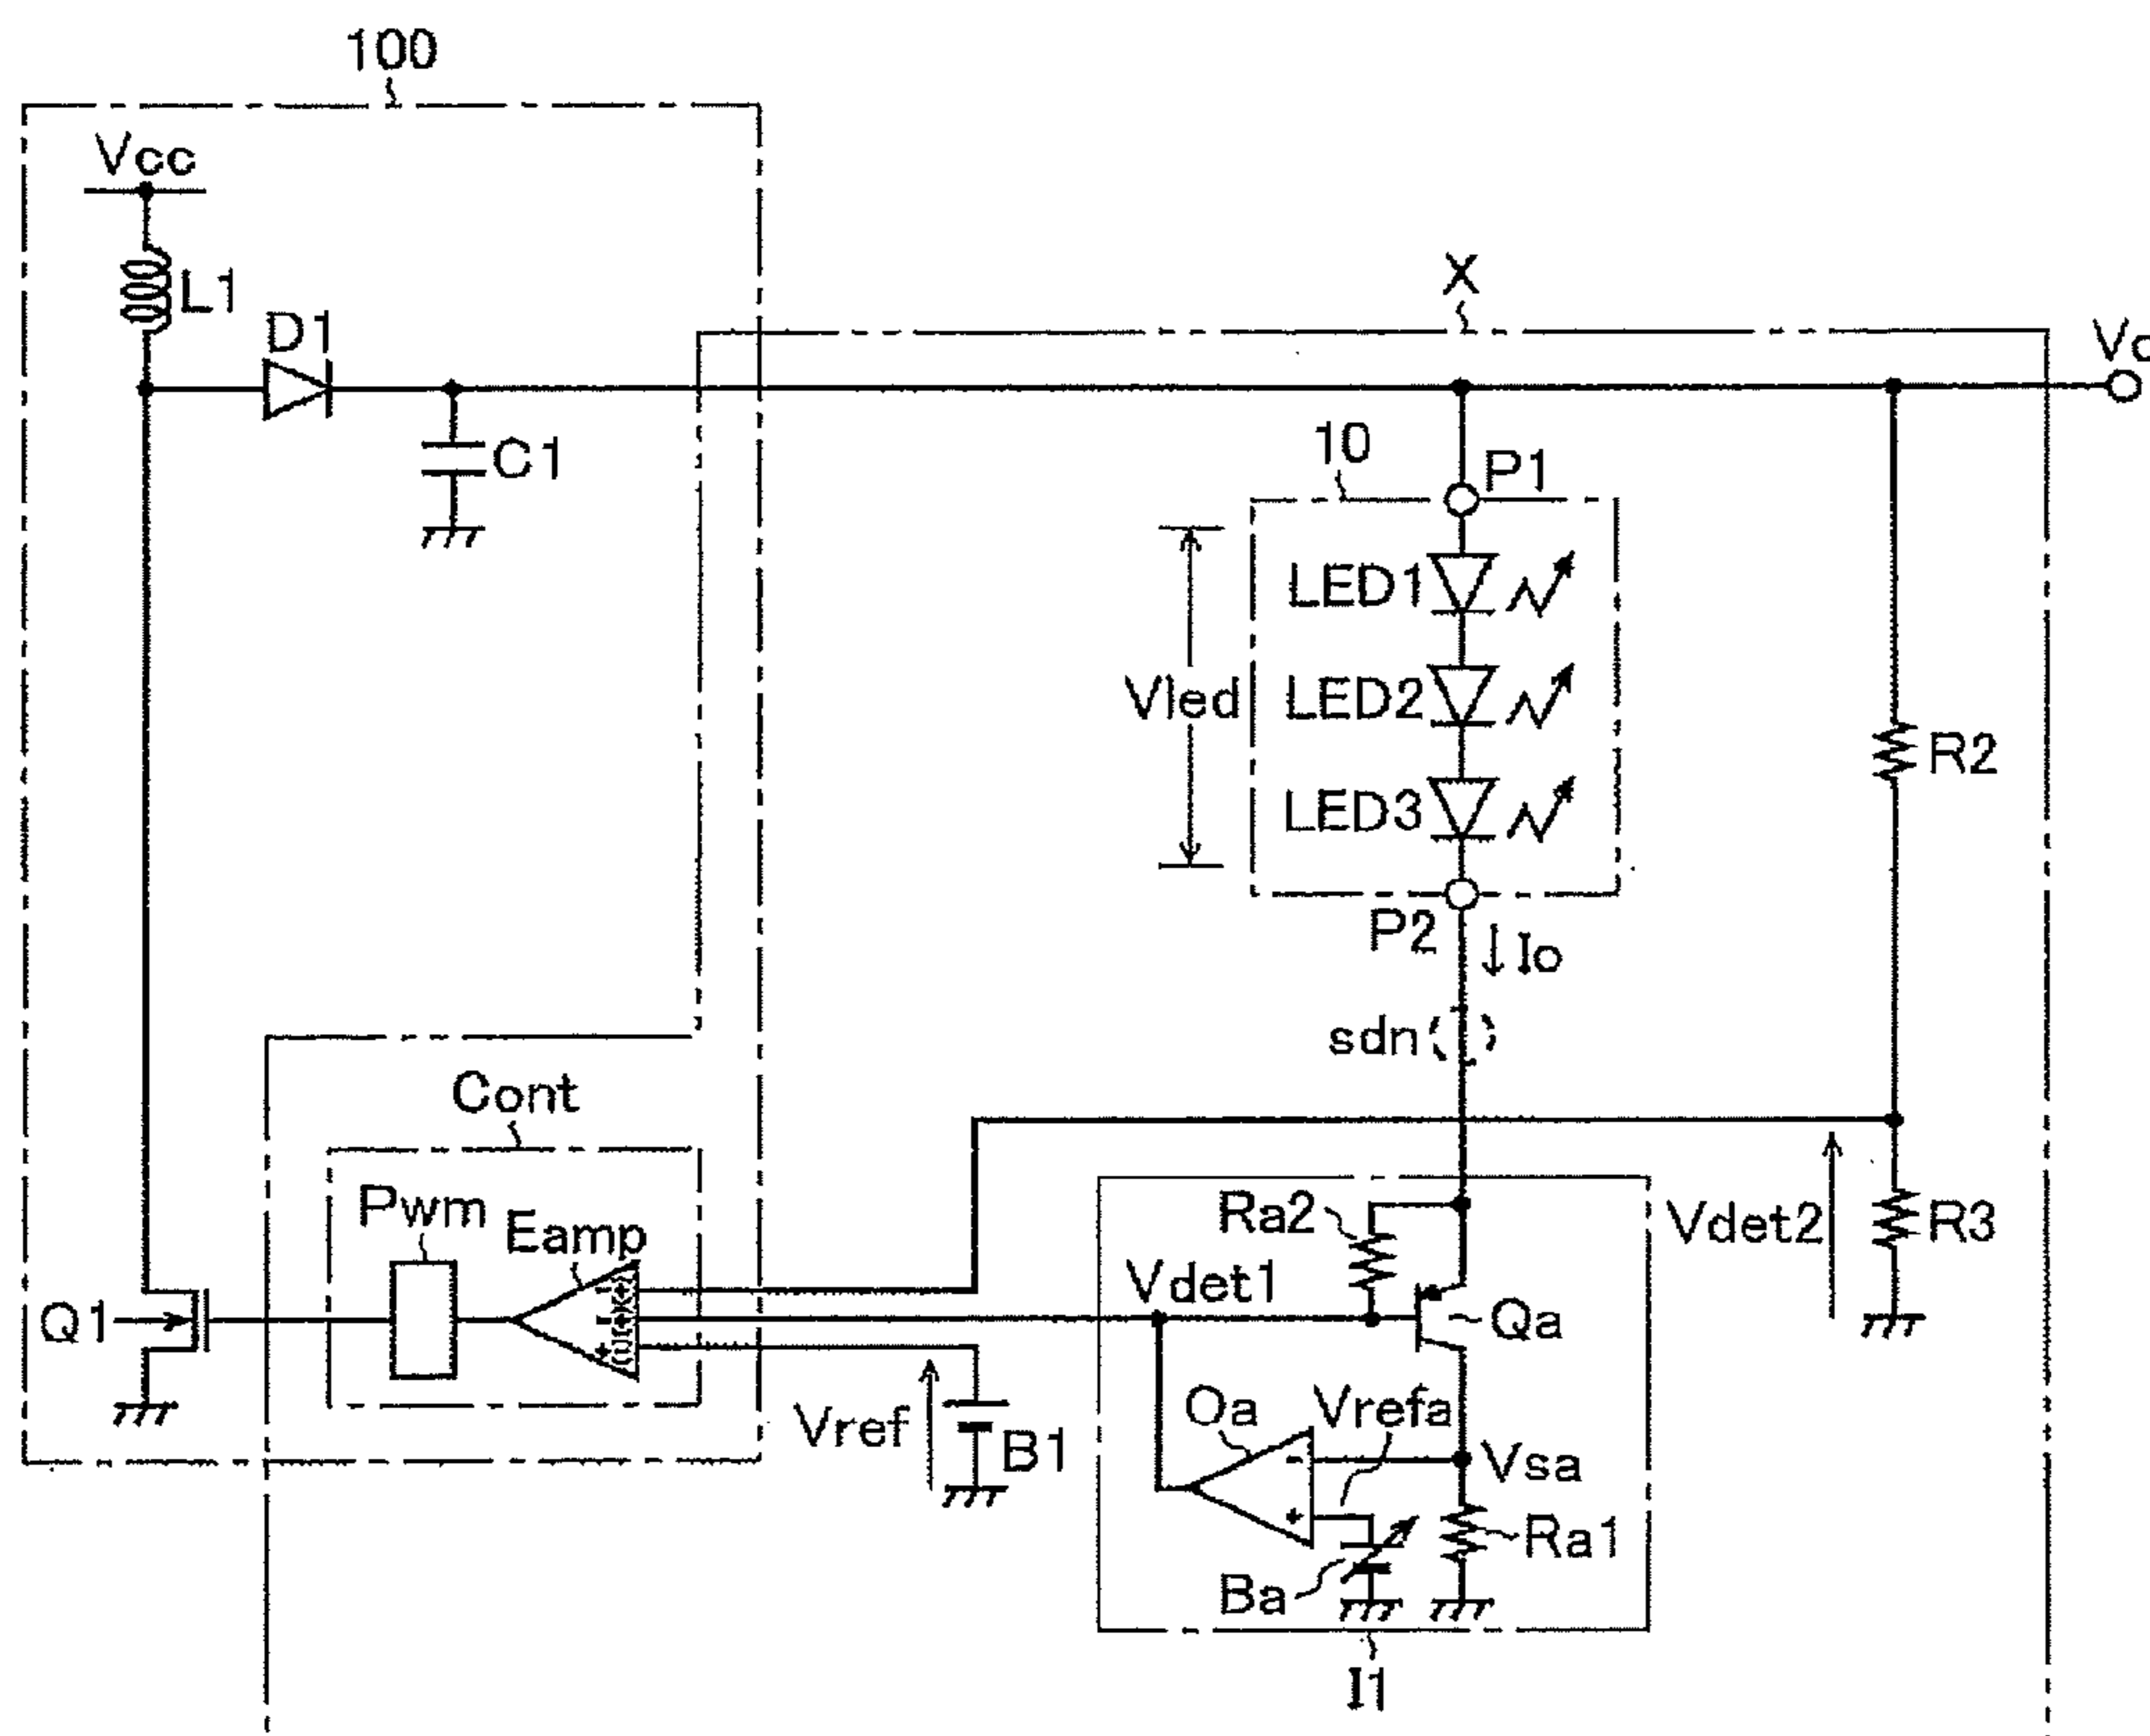 100
Vcc
L1
D1
C1
X
10
P1
LED1
Vled
LED2
LED3
R2
P2
Io
sdn
Cont
Pwm
Eamp
Q1
Vref
B1
Ra2
Vdet1
Qa
Vdet2
R3
Oa
Vrefa
Vsa
Ra1
Ba
I1